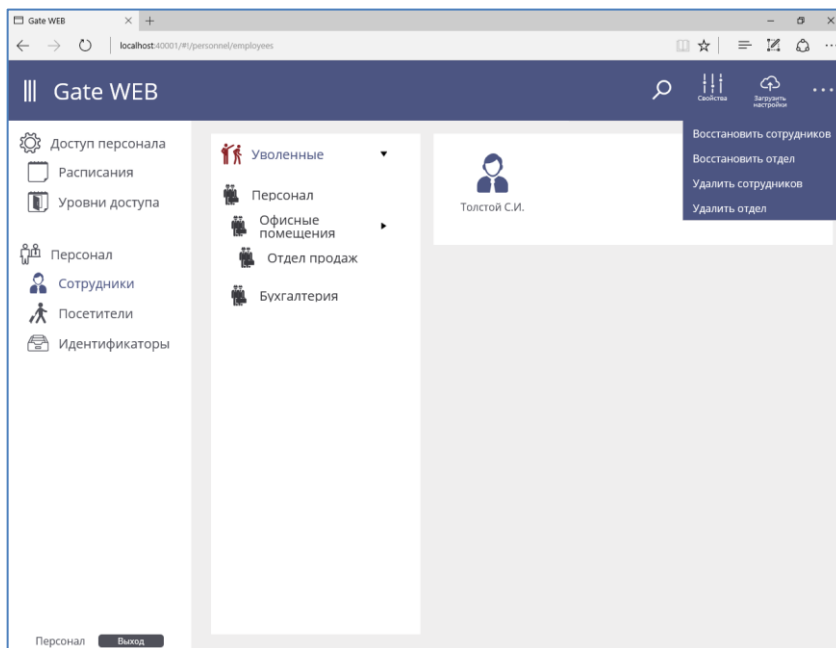 Gate WEB
localhost:40001/#!/personnel/employees
Gate WEB
Свойства
Загрузить
настройки
Восстановить сотрудников
Восстановить отдел
Удалить сотрудников
Удалить отдел
Доступ персонала
Расписания
Уровни доступа
Персонал
Сотрудники
Посетители
Идентификаторы
Уволенные
Персонал
Офисные
помещения
Отдел продаж
Бухгалтерия
Толстой С.И.
Персонал
Выход